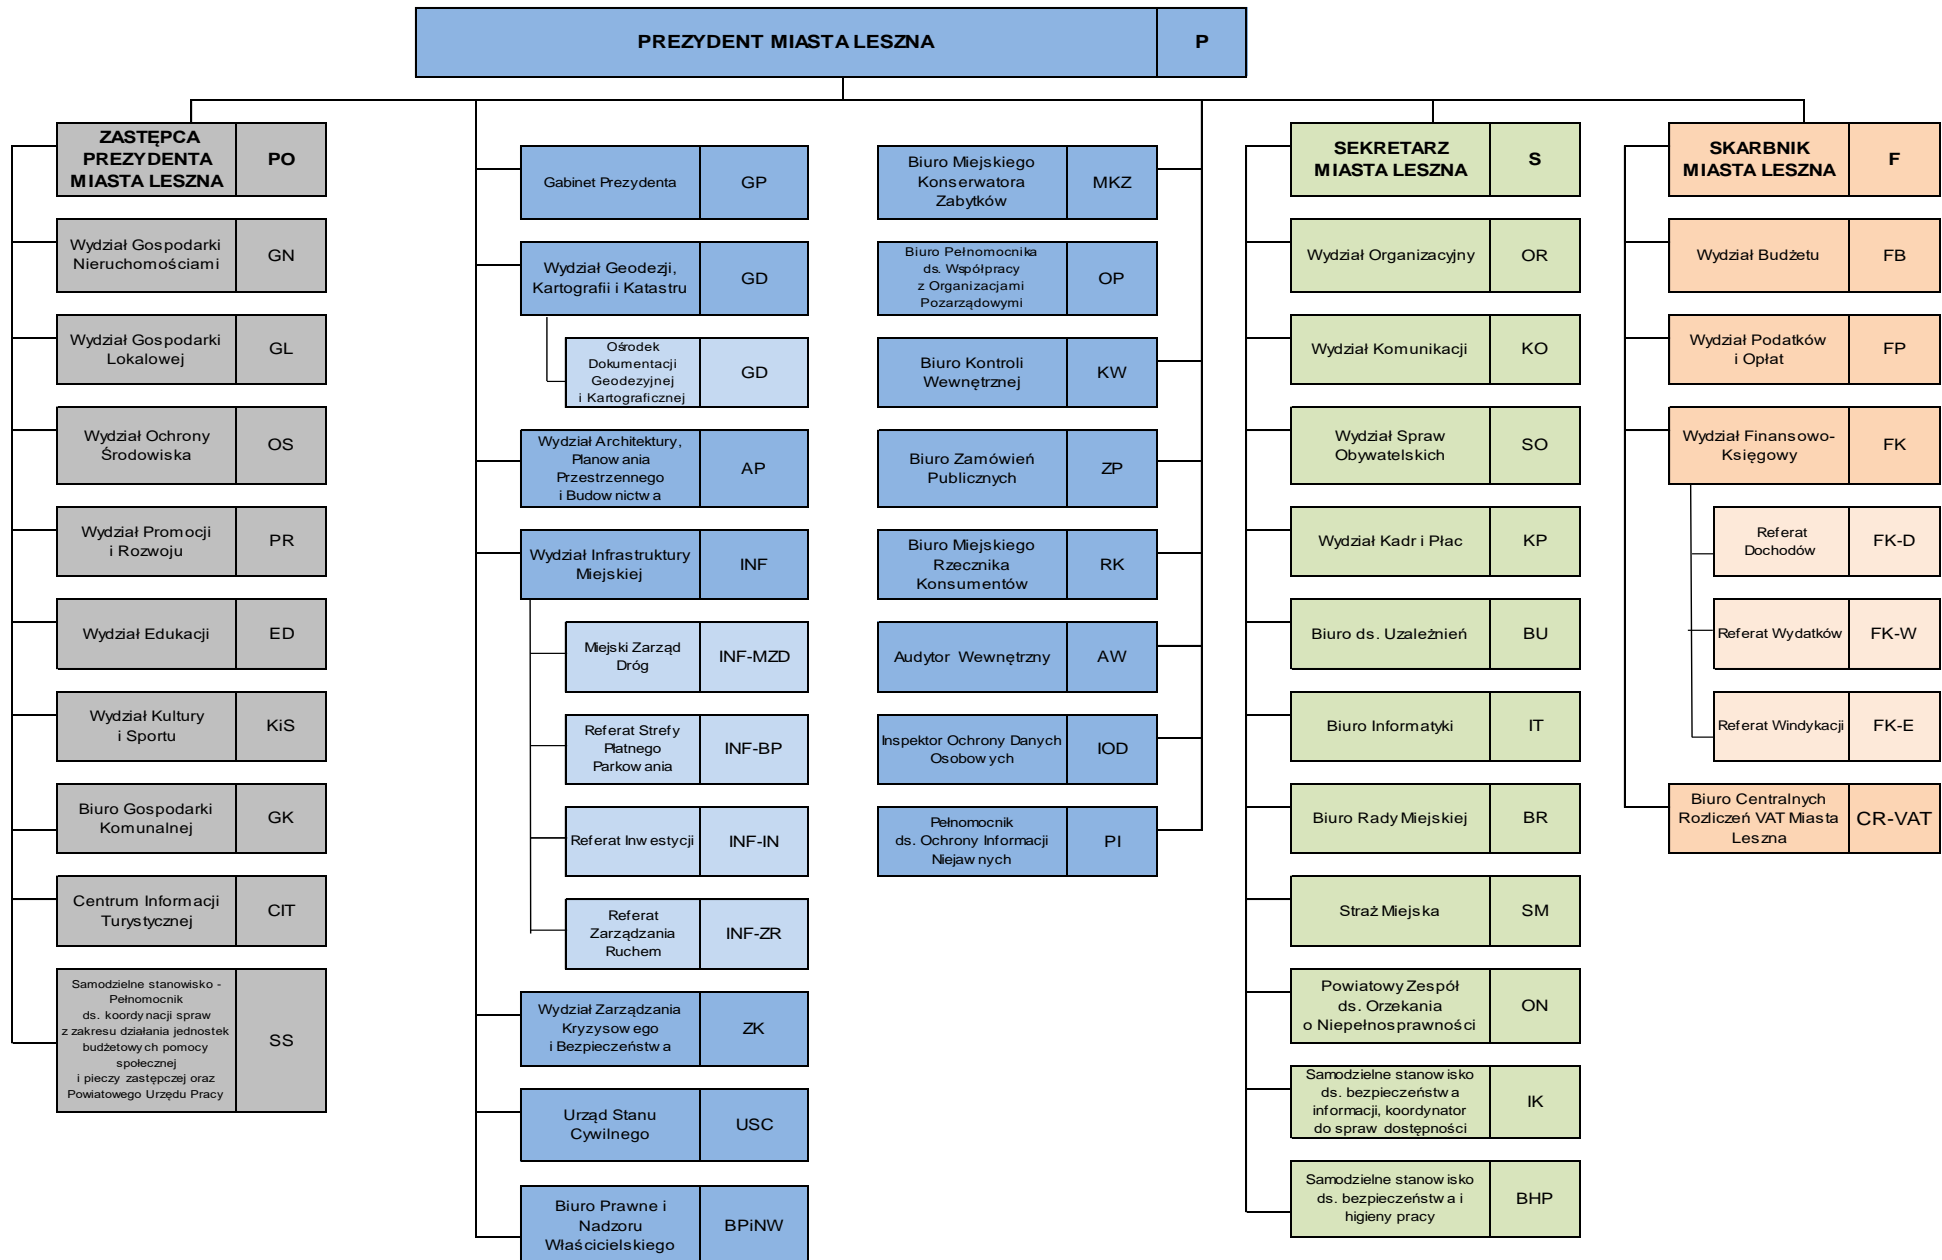 PREZYDENT MIASTA LESZNA P
ZASTĘPCA
PREZYDENTA
MIASTA LESZNA
PO
Wydział Gospodarki
Nieruchomościami
GN
Wydział Gospodarki
Lokalowej
GL
Wydział Ochrony
Środowiska
OS
Wydział Promocji
i Rozwoju
PR
Wydział Edukacji
ED
Wydział Kultury
i Sportu
KiS
Biuro Gospodarki
Komunalnej
GK
Centrum Informacji
Turystycznej
CIT
Samodzielne stanowisko -
Pełnomocnik
ds. koordynacji spraw
z zakresu działania jednostek
budżetowych pomocy
społecznej
i pieczy zastępczej oraz
Powiatowego Urzędu Pracy
SS
Gabinet Prezydenta
GP
Wydział Geodezji,
Kartografii i Katastru
GD
Ośrodek
Dokumentacji
Geodezyjnej
i Kartograficznej
GD
Wydział Architektury,
Planowania
Przestrzennego
i Budownictwa
AP
Wydział Infrastruktury
Miejskiej
INF
Miejski Zarząd
Dróg
INF-MZD
Referat Strefy
Płatnego
Parkowania
INF-BP
Referat Inwestycji
INF-IN
Referat
Zarządzania
Ruchem
INF-ZR
Wydział Zarządzania
Kryzysowego
i Bezpieczeństwa
ZK
Urząd Stanu
Cywilnego
USC
Biuro Prawne i
Nadzoru
Właścicielskiego
BPiNW
Biuro Miejskiego
Konserwatora
Zabytków
MKZ
Biuro Pełnomocnika
ds. Współpracy
z Organizacjami
Pozarządowymi
OP
Biuro Kontroli
Wewnętrznej
KW
Biuro Zamówień
Publicznych
ZP
Biuro Miejskiego
Rzecznika
Konsumentów
RK
Audytor Wewnętrzny
AW
Inspektor Ochrony Danych
Osobowych
IOD
Pełnomocnik
ds. Ochrony Informacji
Niejawnych
PI
SEKRETARZ
MIASTA LESZNA
S
Wydział Organizacyjny
OR
Wydział Komunikacji
KO
Wydział Spraw
Obywatelskich
SO
Wydział Kadr i Płac
KP
Biuro ds. Uzależnień
BU
Biuro Informatyki
IT
Biuro Rady Miejskiej
BR
Straż Miejska
SM
Powiatowy Zespół
ds. Orzekania
o Niepełnosprawności
ON
Samodzielne stanowisko
ds. bezpieczeństwa
informacji, koordynator
do spraw dostępności
IK
Samodzielne stanowisko
ds. bezpieczeństwa i
higieny pracy
BHP
SKARBNIK
MIASTA LESZNA
F
Wydział Budżetu
FB
Wydział Podatków
i Opłat
FP
Wydział Finansowo-
Księgowy
FK
Referat
Dochodów
FK-D
Referat Wydatków
FK-W
Referat Windykacji
FK-E
Biuro Centralnych
Rozliczeń VAT Miasta
Leszna
CR-VAT